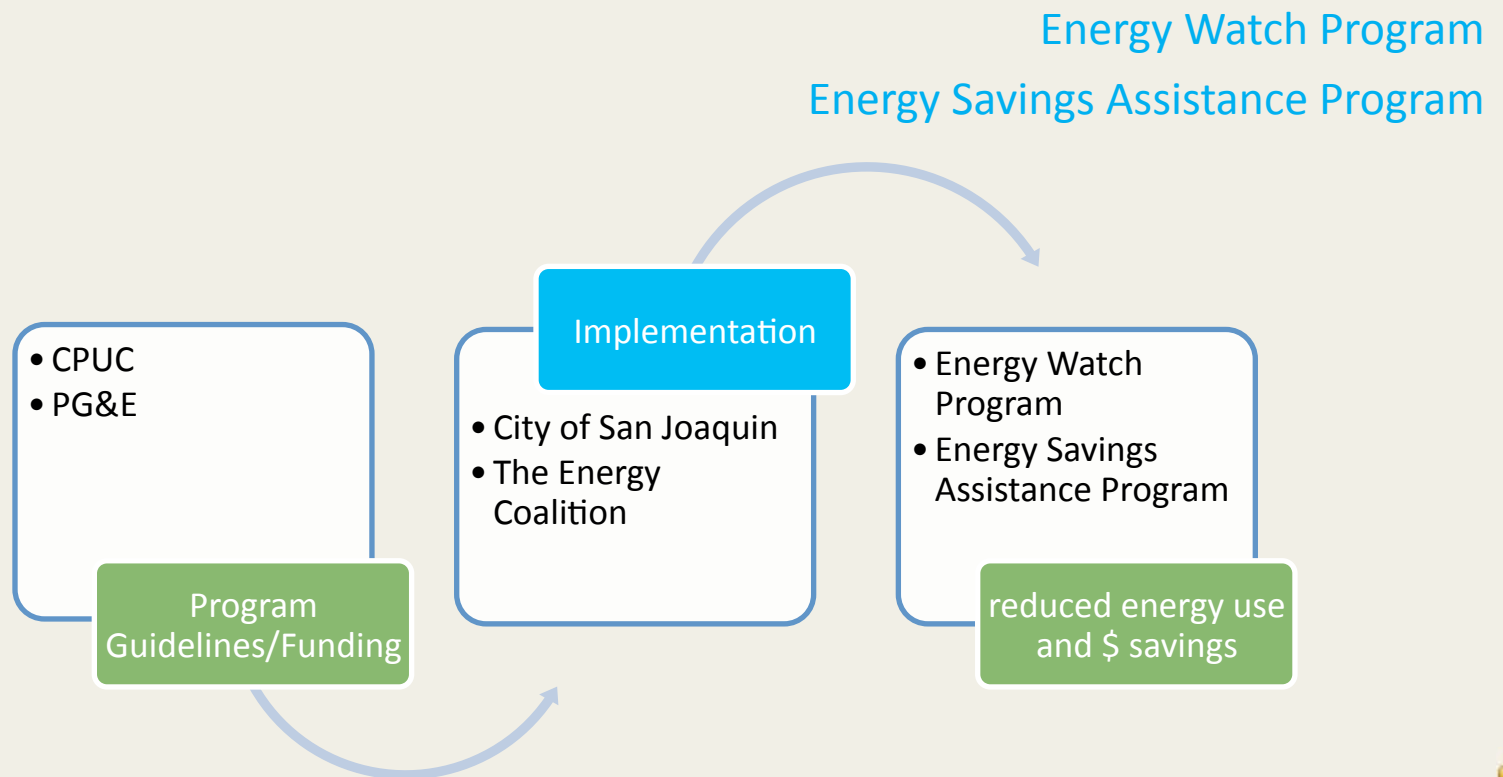 Energy Watch Program
Energy Savings Assistance Program
• CPUC
• PG&E
Program
Guidelines/Funding
Implementation
• City of San Joaquin
• The Energy
Coalition
• Energy Watch
Program
• Energy Savings
Assistance Program
reduced energy use
and $ savings